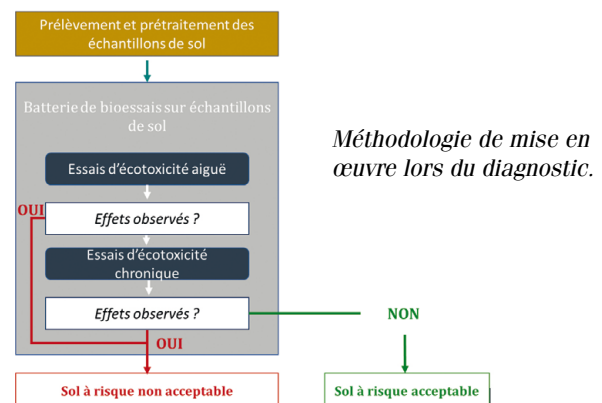 Prélèvement et prétraitement des
échantillons de sol
Batterie de bioessais sur échantillons
de sol
Méthodologie de mise en
œuvre lors du diagnostic.
Essais d'écotoxicité aiguë
OUI
Effets observés ?
Essais d'écotoxicité
chronique
Effets observés ?
NON
OUI
Sol à risque non acceptable
Sol à risque acceptable